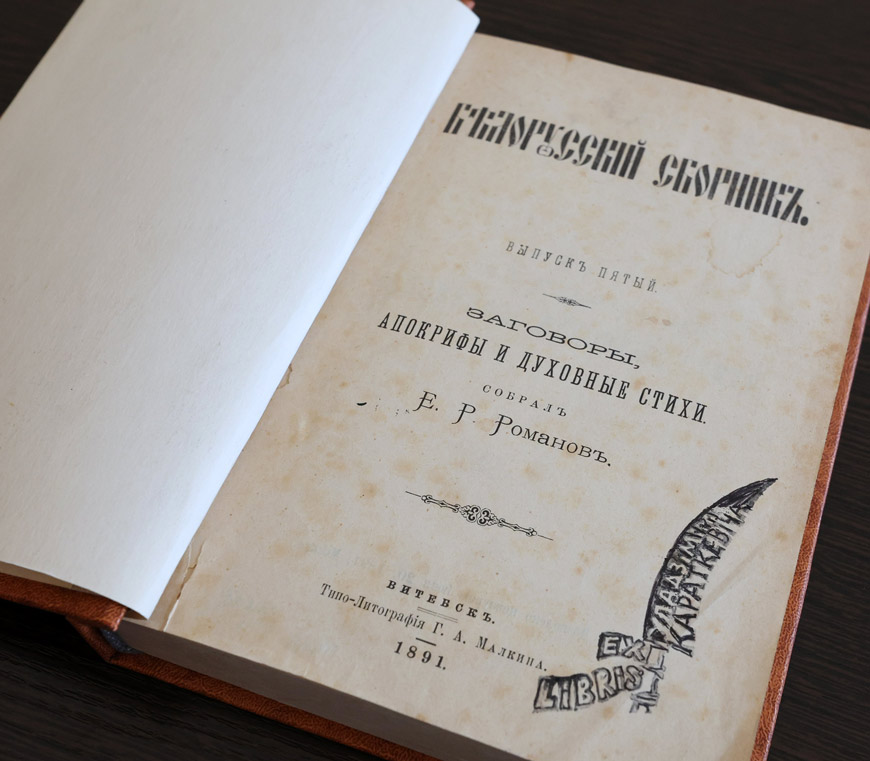 БѢЛОРУССКІЙ СБОРНИКЪ.
ВЫПУСКЪ ПЯТЫЙ.
ЗАГОВОРЫ,
АПОКРИФЫ И ДУХОВНЫЕ СТИХИ.
СОБРАЛЪ
Е. Р. РОМАНОВЪ.
ВИТЕБСКЪ.
Типо-Литографія Г. А. МАЛКИНА.
1891.
УЛАДЗІМІРА
КАРАТКЕВІЧА
EX
LIBRIS